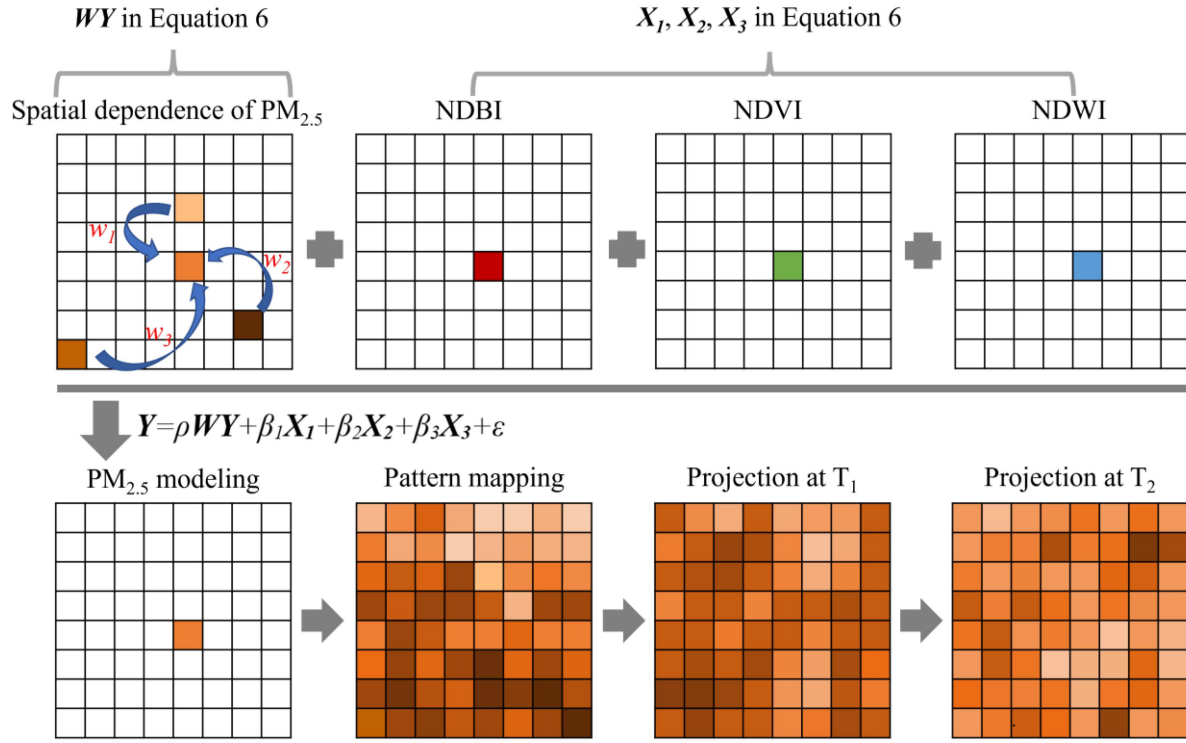 WY in Equation 6
X₁, X₂, X₃ in Equation 6
Spatial dependence of PM₂.₅
NDBI
NDVI
NDWI
w₁
w₂
w₃
Y=ρWY+β₁X₁+β₂X₂+β₃X₃+ε
PM₂.₅ modeling
Pattern mapping
Projection at T₁
Projection at T₂